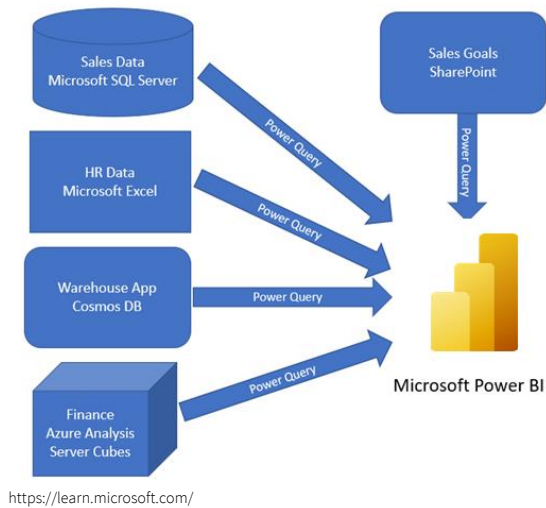 Sales Data
Microsoft SQL Server
Sales Goals
SharePoint
Power Query
Power Query
HR Data
Microsoft Excel
Power Query
Warehouse App
Cosmos DB
Power Query
Microsoft Power BI
Power Query
Finance
Azure Analysis
Server Cubes
https://learn.microsoft.com/